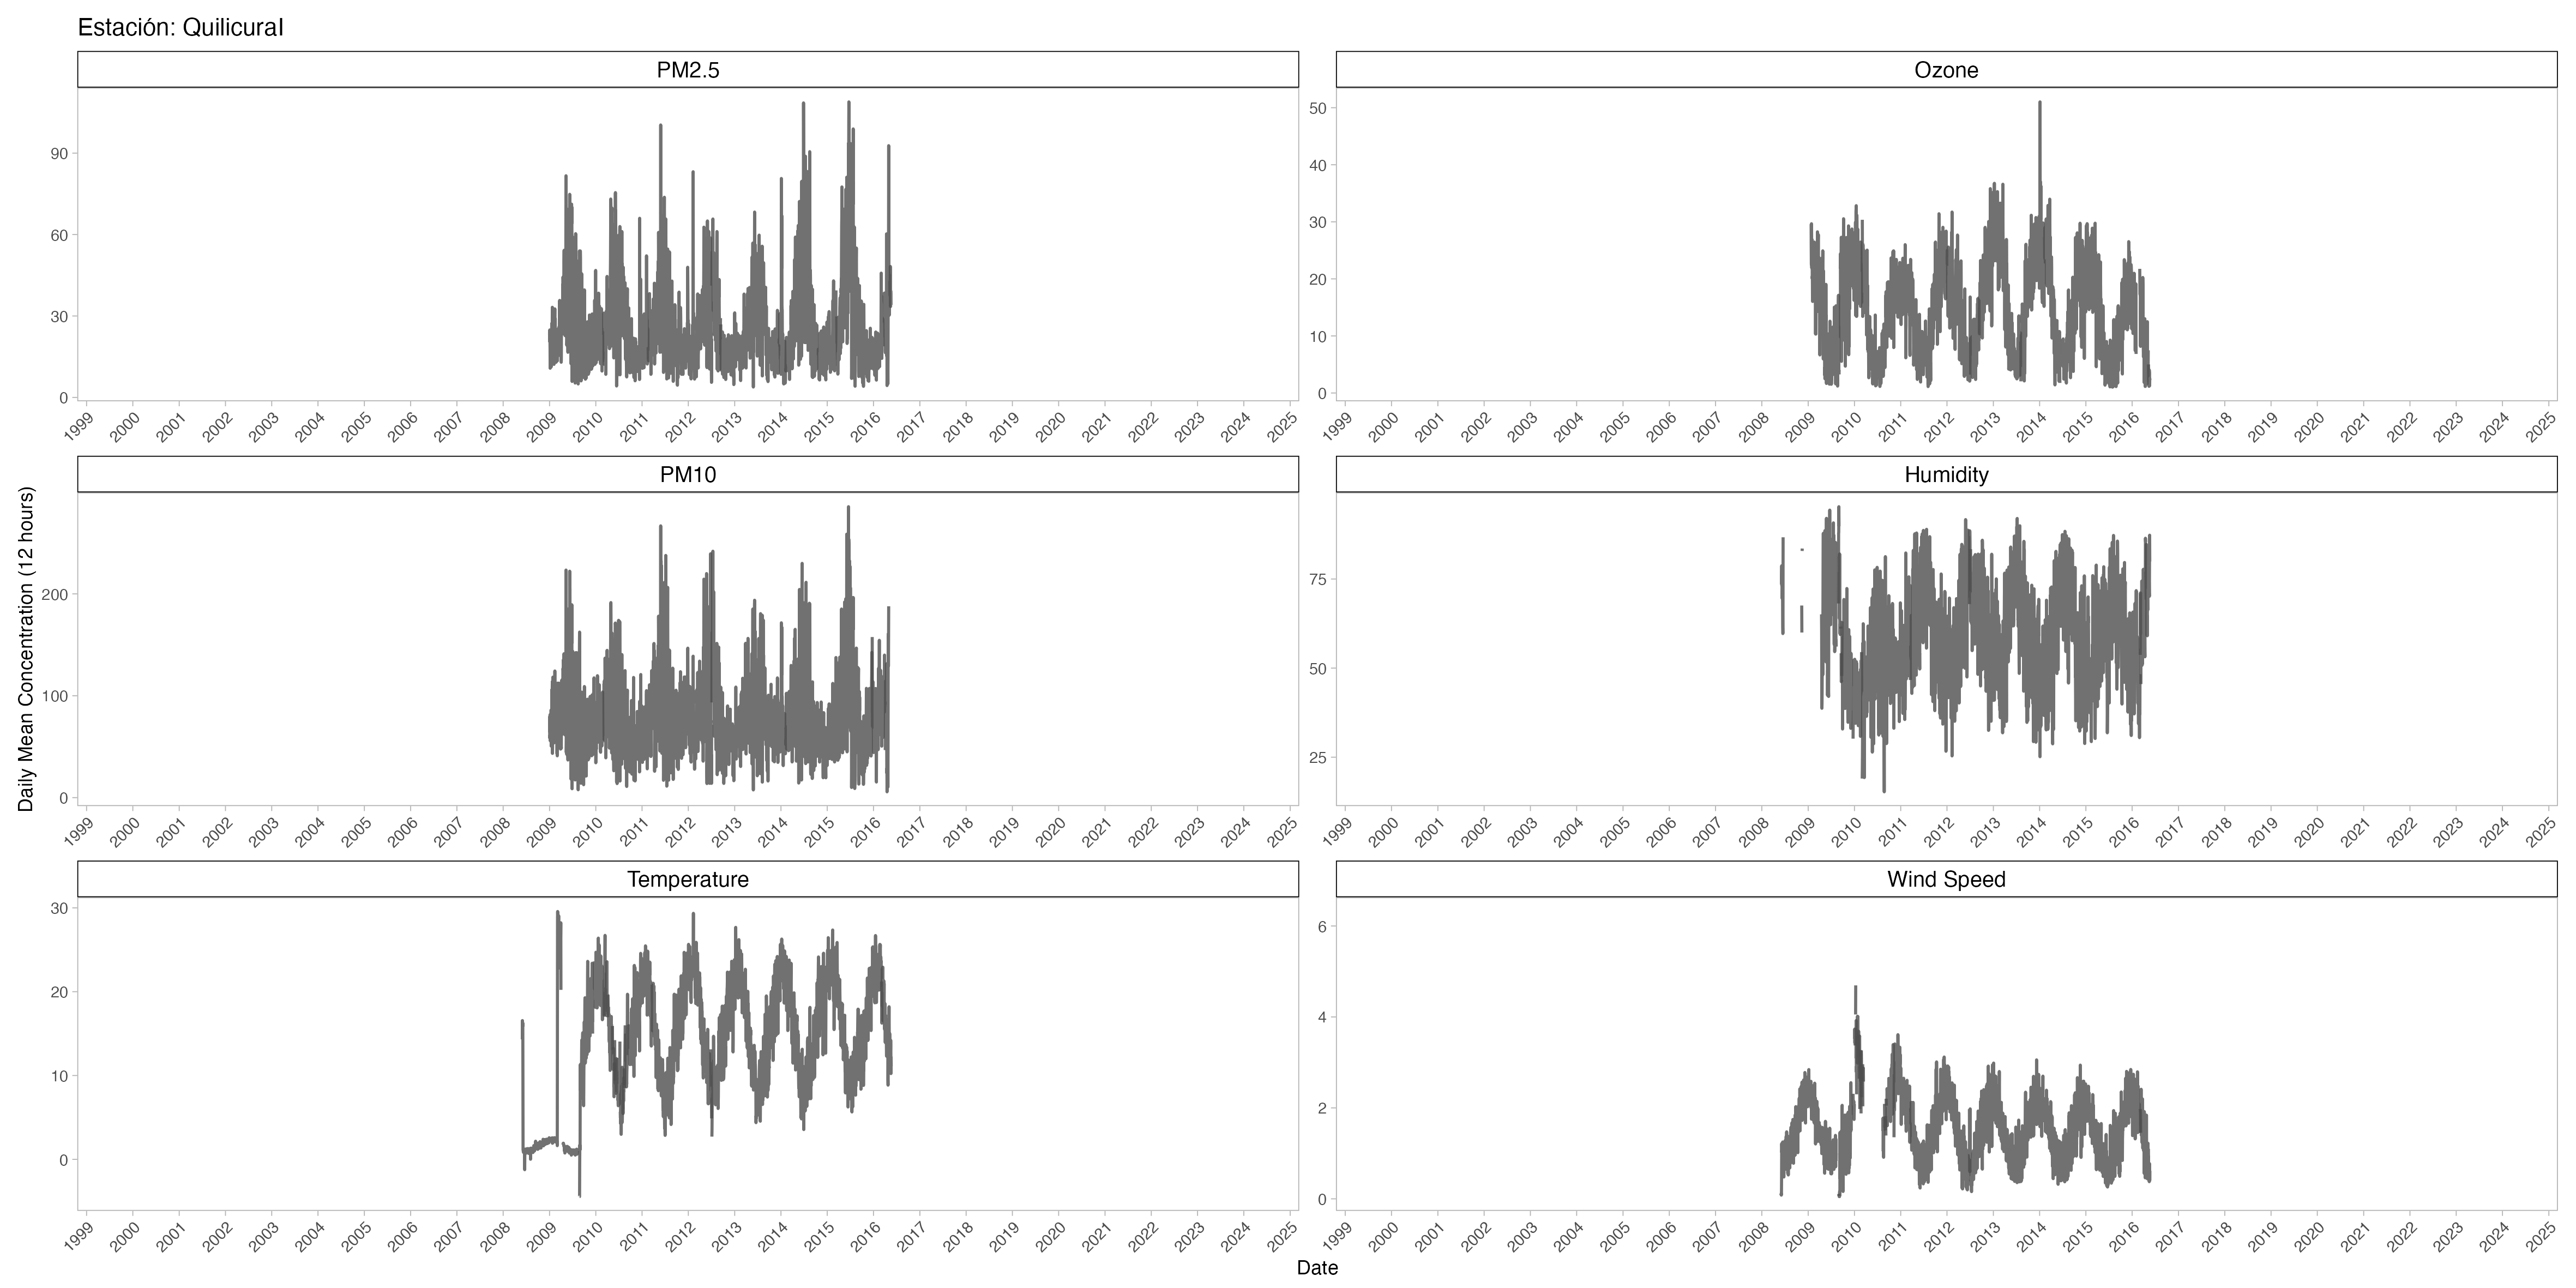 Estación: QuilicuraI
PM2.5
Ozone
90
60
30
0
50
40
30
20
10
0
1999 2000 2001 2002 2003 2004 2005 2006 2007 2008 2009 2010 2011 2012 2013 2014 2015 2016 2017 2018 2019 2020 2021 2022 2023 2024 2025
1999 2000 2001 2002 2003 2004 2005 2006 2007 2008 2009 2010 2011 2012 2013 2014 2015 2016 2017 2018 2019 2020 2021 2022 2023 2024 2025
Daily Mean Concentration (12 hours)
PM10
Humidity
200
100
0
75
50
25
1999 2000 2001 2002 2003 2004 2005 2006 2007 2008 2009 2010 2011 2012 2013 2014 2015 2016 2017 2018 2019 2020 2021 2022 2023 2024 2025
1999 2000 2001 2002 2003 2004 2005 2006 2007 2008 2009 2010 2011 2012 2013 2014 2015 2016 2017 2018 2019 2020 2021 2022 2023 2024 2025
Temperature
Wind Speed
30
20
10
0
6
4
2
0
1999 2000 2001 2002 2003 2004 2005 2006 2007 2008 2009 2010 2011 2012 2013 2014 2015 2016 2017 2018 2019 2020 2021 2022 2023 2024 2025
1999 2000 2001 2002 2003 2004 2005 2006 2007 2008 2009 2010 2011 2012 2013 2014 2015 2016 2017 2018 2019 2020 2021 2022 2023 2024 2025
Date